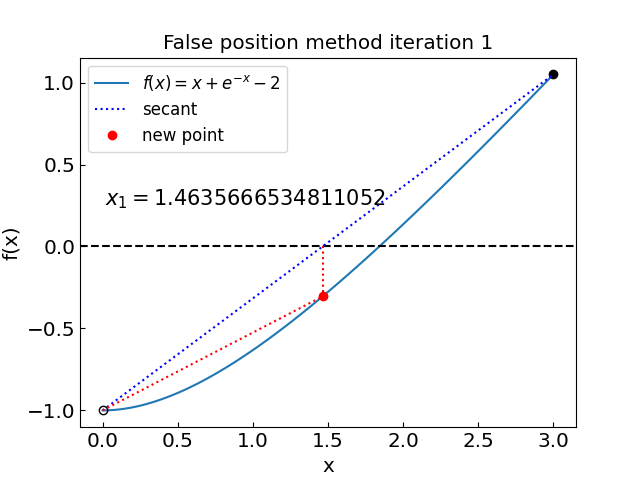 False position method iteration 1
f(x) = x + e^{-x} − 2
secant
new point
x₁ = 1.4635666534811052
f(x)
1.0
0.5
0.0
−0.5
−1.0
0.0 0.5 1.0 1.5 2.0 2.5 3.0
x